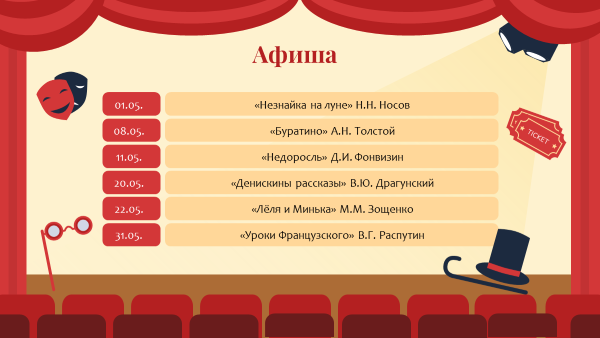 Афиша
01.05. «Незнайка на луне» Н.Н. Носов
08.05. «Буратино» А.Н. Толстой
11.05. «Недоросль» Д.И. Фонвизин
20.05. «Денискины рассказы» В.Ю. Драгунский
22.05. «Лёля и Минька» М.М. Зощенко
31.05. «Уроки Французского» В.Г. Распутин
TICKET